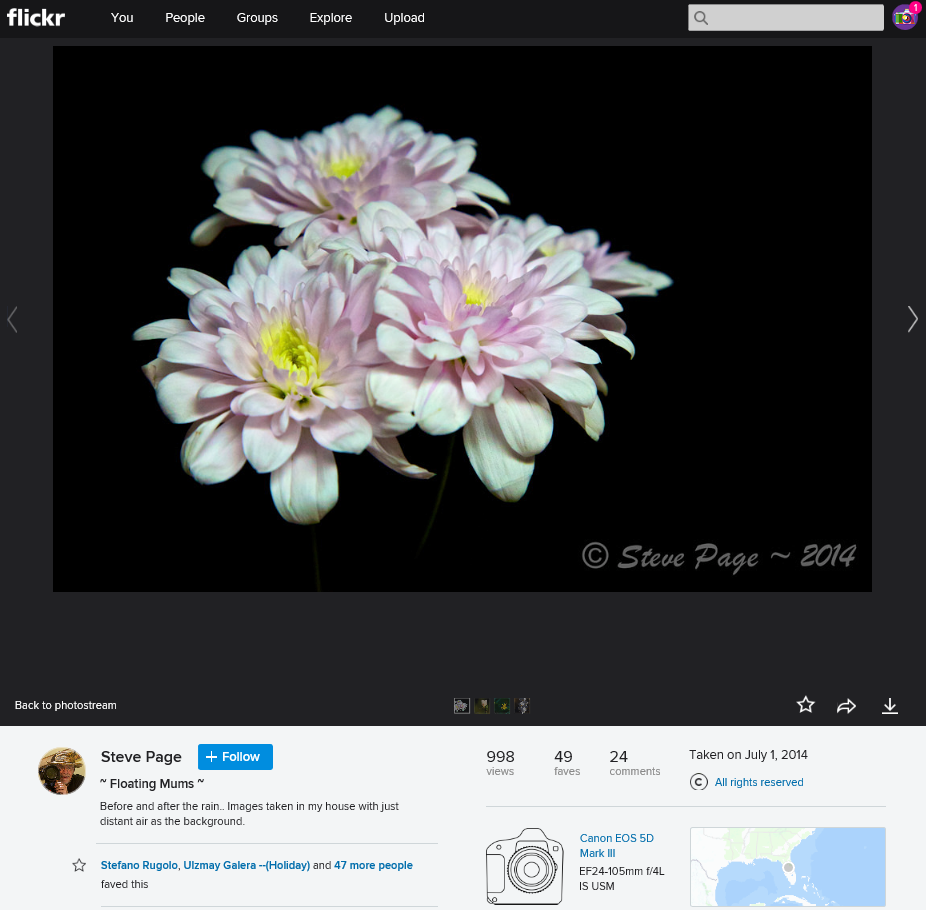 flickr You People Groups Explore Upload
1
© Steve Page ~ 2014
Back to photostream
Steve Page
+ Follow
~ Floating Mums ~
Before and after the rain.. Images taken in my house with just
distant air as the background.
Stefano Rugolo, Ulzmay Galera --(Holiday) and 47 more people
faved this
998
views
49
faves
24
comments
Taken on July 1, 2014
© All rights reserved
Canon EOS 5D
Mark III
EF24-105mm f/4L
IS USM